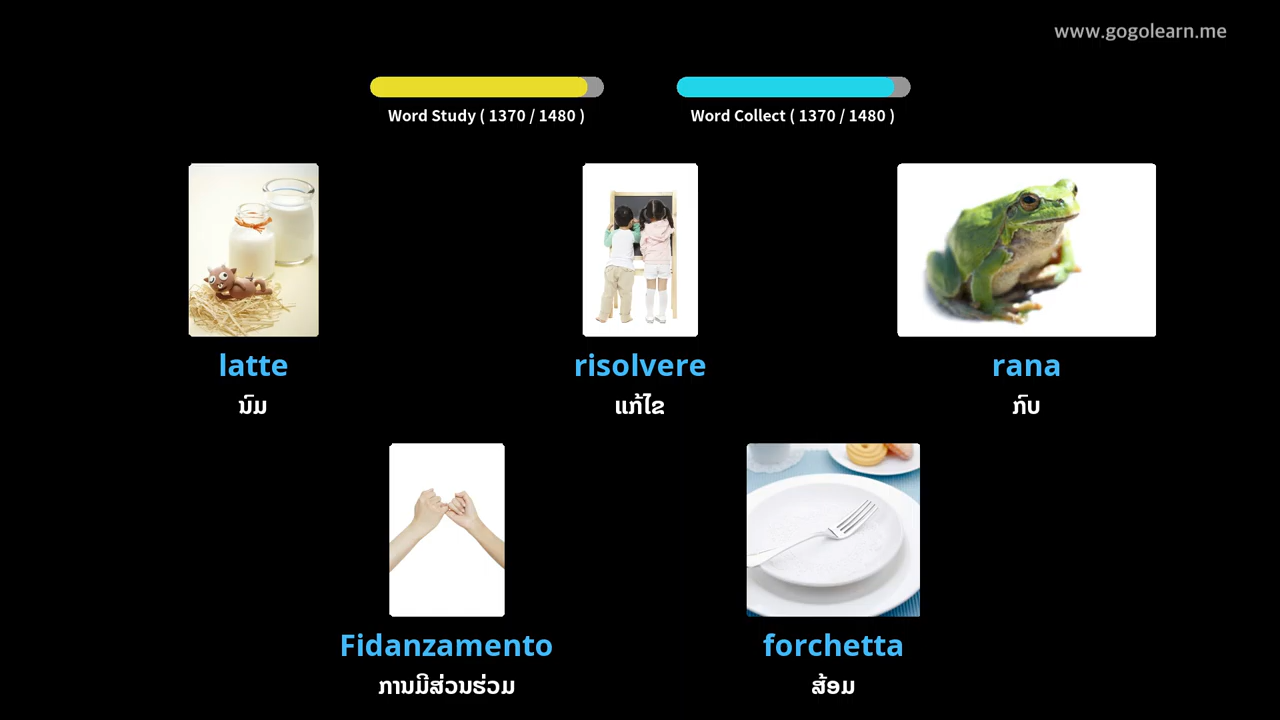 www.gogolearn.me
Word Study ( 1370 / 1480 )
Word Collect ( 1370 / 1480 )
latte
ນົມ
risolvere
ແກ້ໄຂ
rana
ກົບ
Fidanzamento
ການມີສ່ວນຮ່ວມ
forchetta
ສ້ອມ